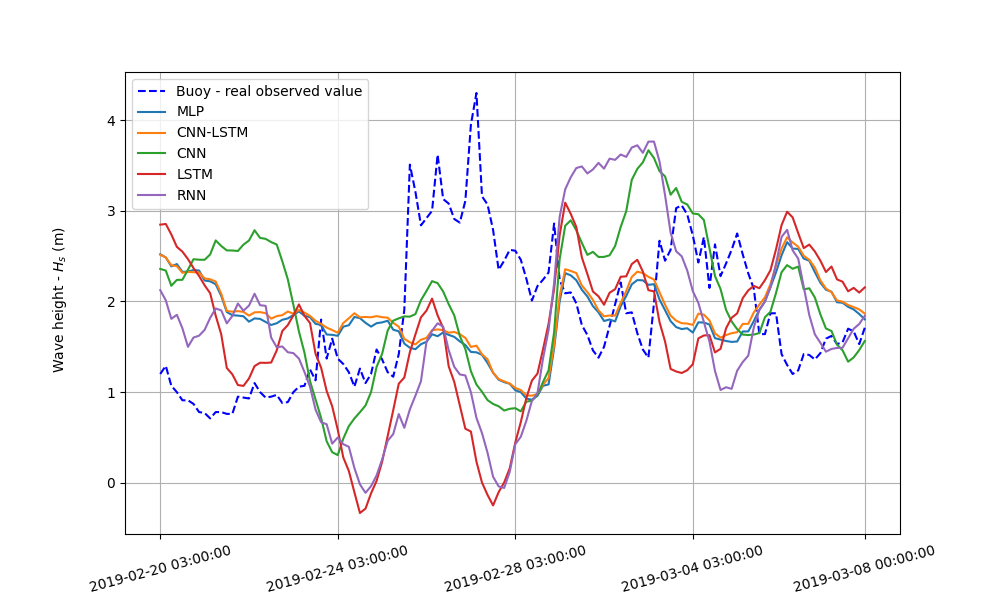 Buoy - real observed value
MLP
CNN-LSTM
CNN
LSTM
RNN
Wave height - Hs (m)
4
3
2
1
0
2019-02-20 03:00:00
2019-02-24 03:00:00
2019-02-28 03:00:00
2019-03-04 03:00:00
2019-03-08 00:00:00